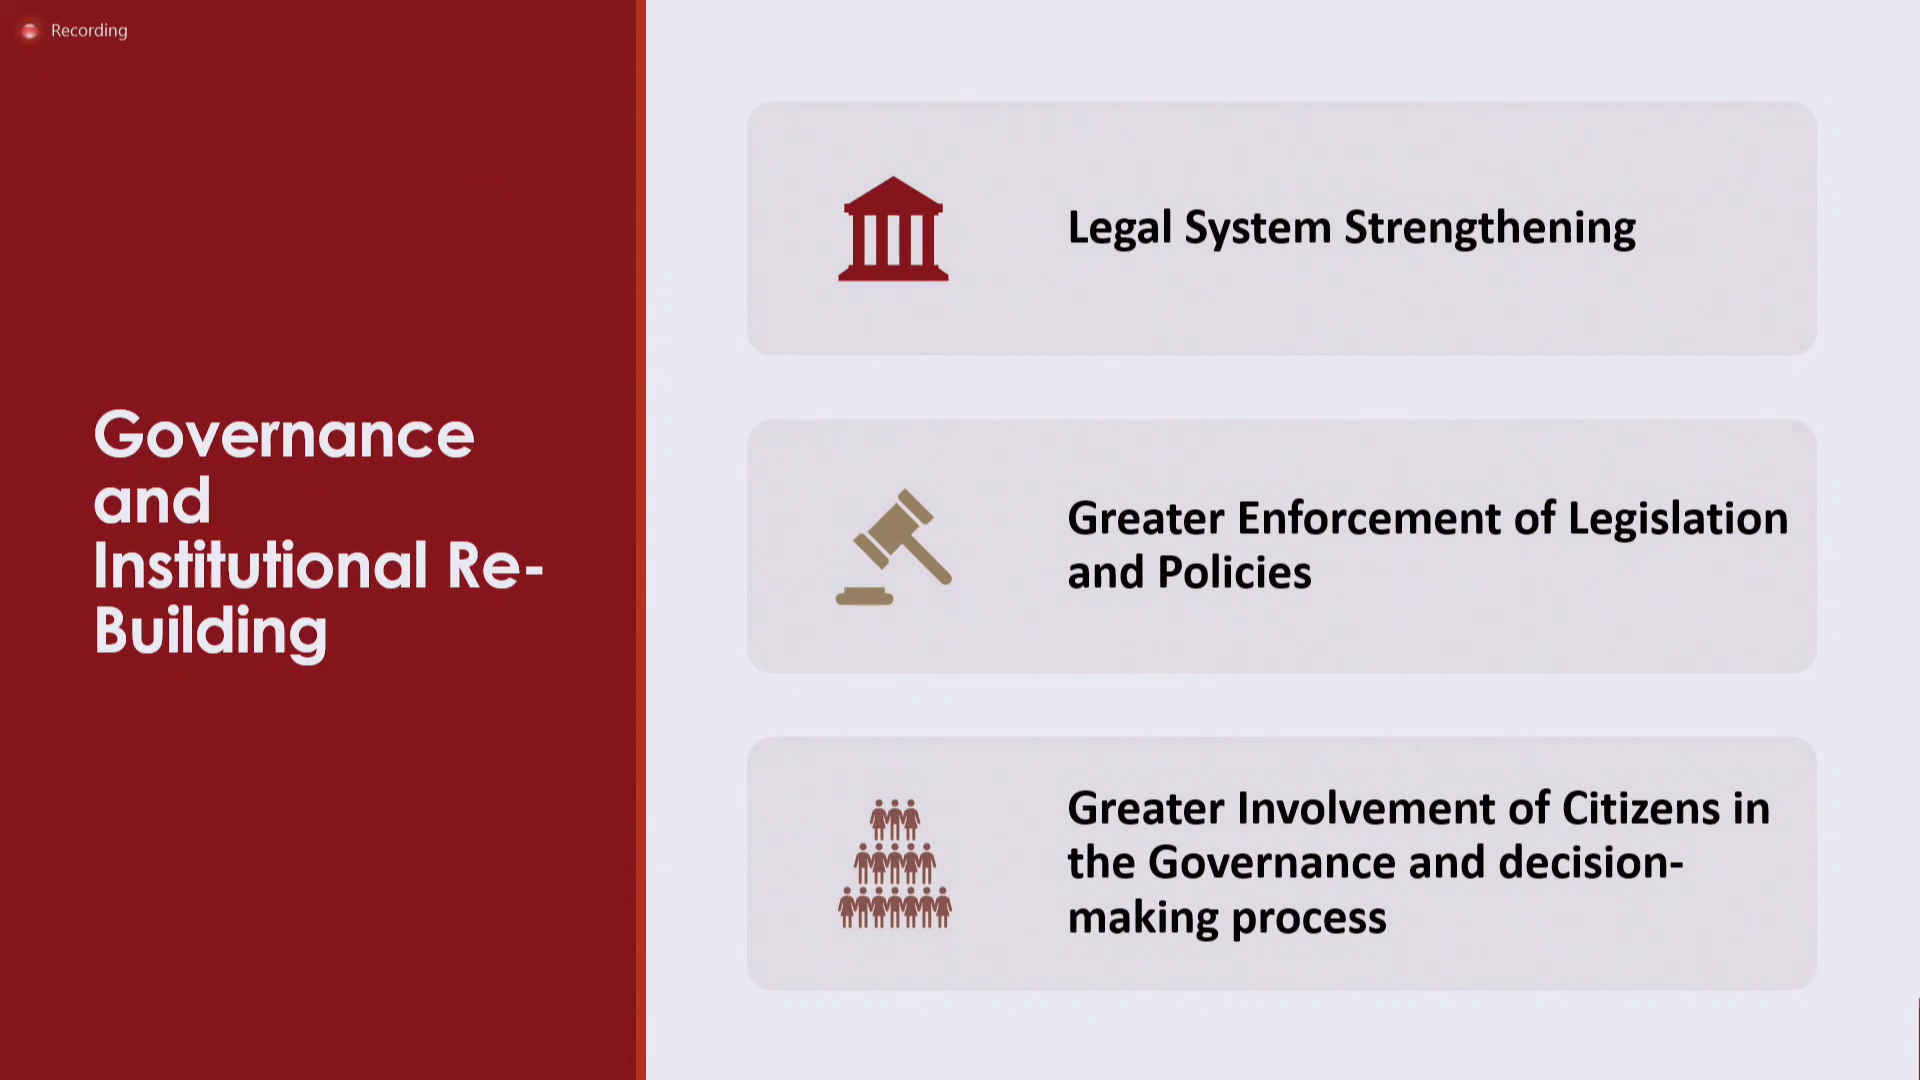 Recording
Governance
and
Institutional Re-
Building
Legal System Strengthening
Greater Enforcement of Legislation
and Policies
Greater Involvement of Citizens in
the Governance and decision-
making process